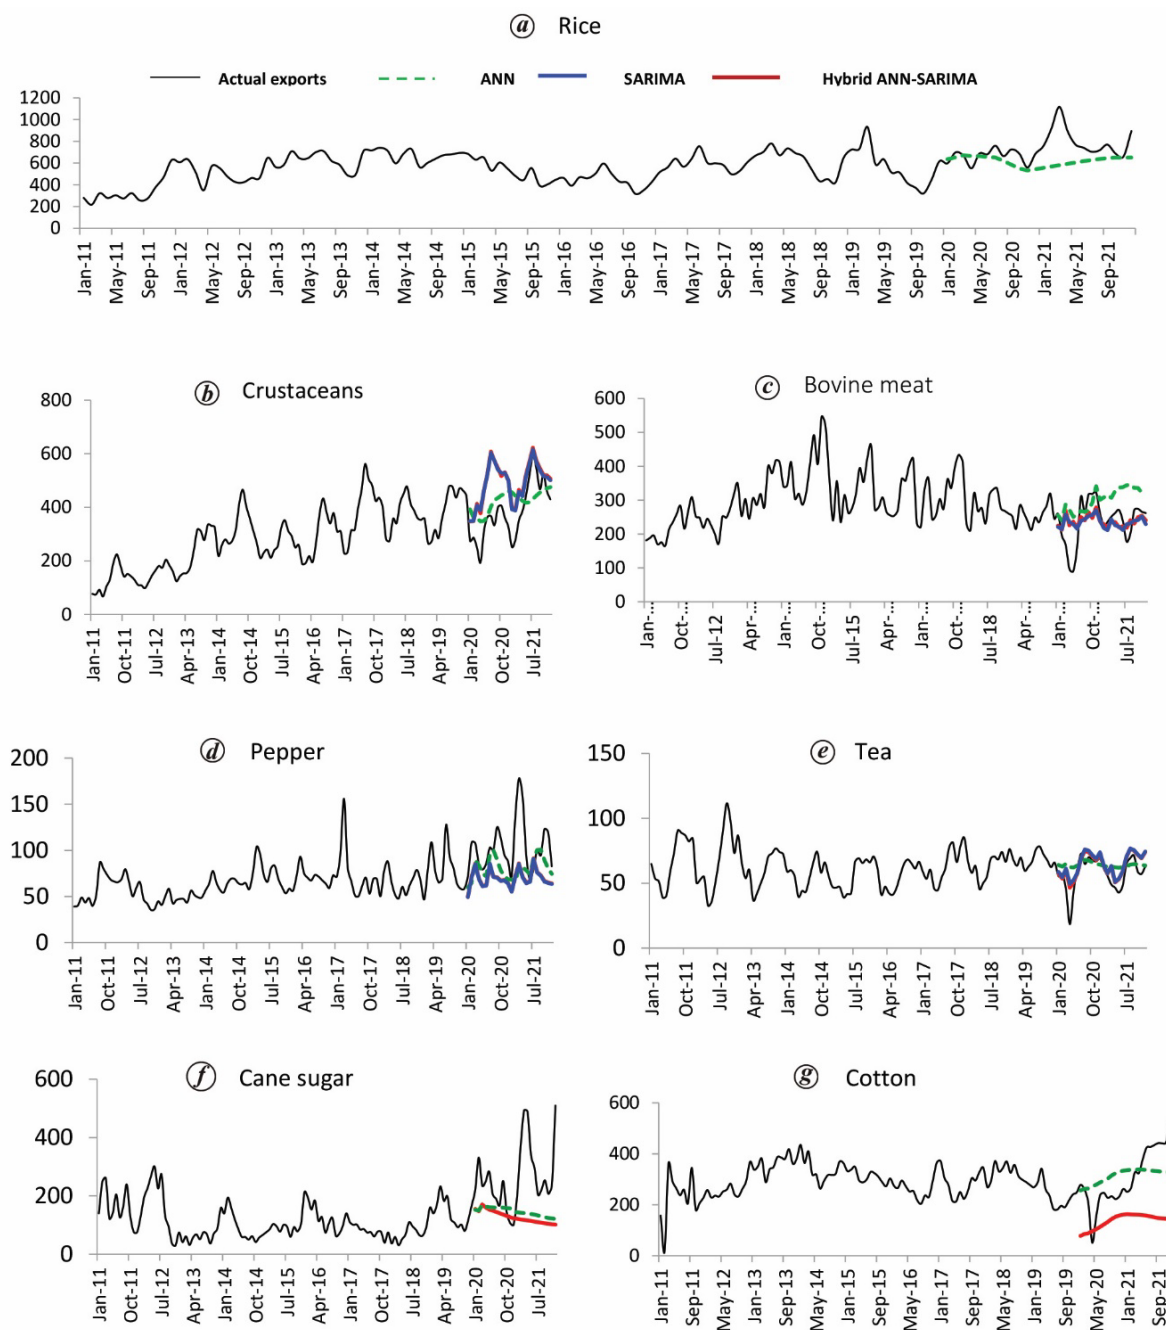 a Rice
Actual exports ANN SARIMA Hybrid ANN-SARIMA
1200
1000
800
600
400
200
0
Jan-11 May-11 Sep-11 Jan-12 May-12 Sep-12 Jan-13 May-13 Sep-13 Jan-14 May-14 Sep-14 Jan-15 May-15 Sep-15 Jan-16 May-16 Sep-16 Jan-17 May-17 Sep-17 Jan-18 May-18 Sep-18 Jan-19 May-19 Sep-19 Jan-20 May-20 Sep-20 Jan-21 May-21 Sep-21
b Crustaceans
800
600
400
200
0
Jan-11 Oct-11 Jul-12 Apr-13 Jan-14 Oct-14 Jul-15 Apr-16 Jan-17 Oct-17 Jul-18 Apr-19 Jan-20 Oct-20 Jul-21
c Bovine meat
600
500
400
300
200
100
0
Jan-... Oct-... Jul-12 Apr-... Jan-... Oct-... Jul-15 Apr-... Jan-... Oct-... Jul-18 Apr-... Jan-... Oct-... Jul-21
d Pepper
200
150
100
50
0
Jan-11 Oct-11 Jul-12 Apr-13 Jan-14 Oct-14 Jul-15 Apr-16 Jan-17 Oct-17 Jul-18 Apr-19 Jan-20 Oct-20 Jul-21
e Tea
150
100
50
0
Jan-11 Oct-11 Jul-12 Apr-13 Jan-14 Oct-14 Jul-15 Apr-16 Jan-17 Oct-17 Jul-18 Apr-19 Jan-20 Oct-20 Jul-21
f Cane sugar
600
400
200
0
Jan-11 Oct-11 Jul-12 Apr-13 Jan-14 Oct-14 Jul-15 Apr-16 Jan-17 Oct-17 Jul-18 Apr-19 Jan-20 Oct-20 Jul-21
g Cotton
600
400
200
0
Jan-11 Sep-11 May-12 Jan-13 Sep-13 May-14 Jan-15 Sep-15 May-16 Jan-17 Sep-17 May-18 Jan-19 Sep-19 May-20 Jan-21 Sep-21